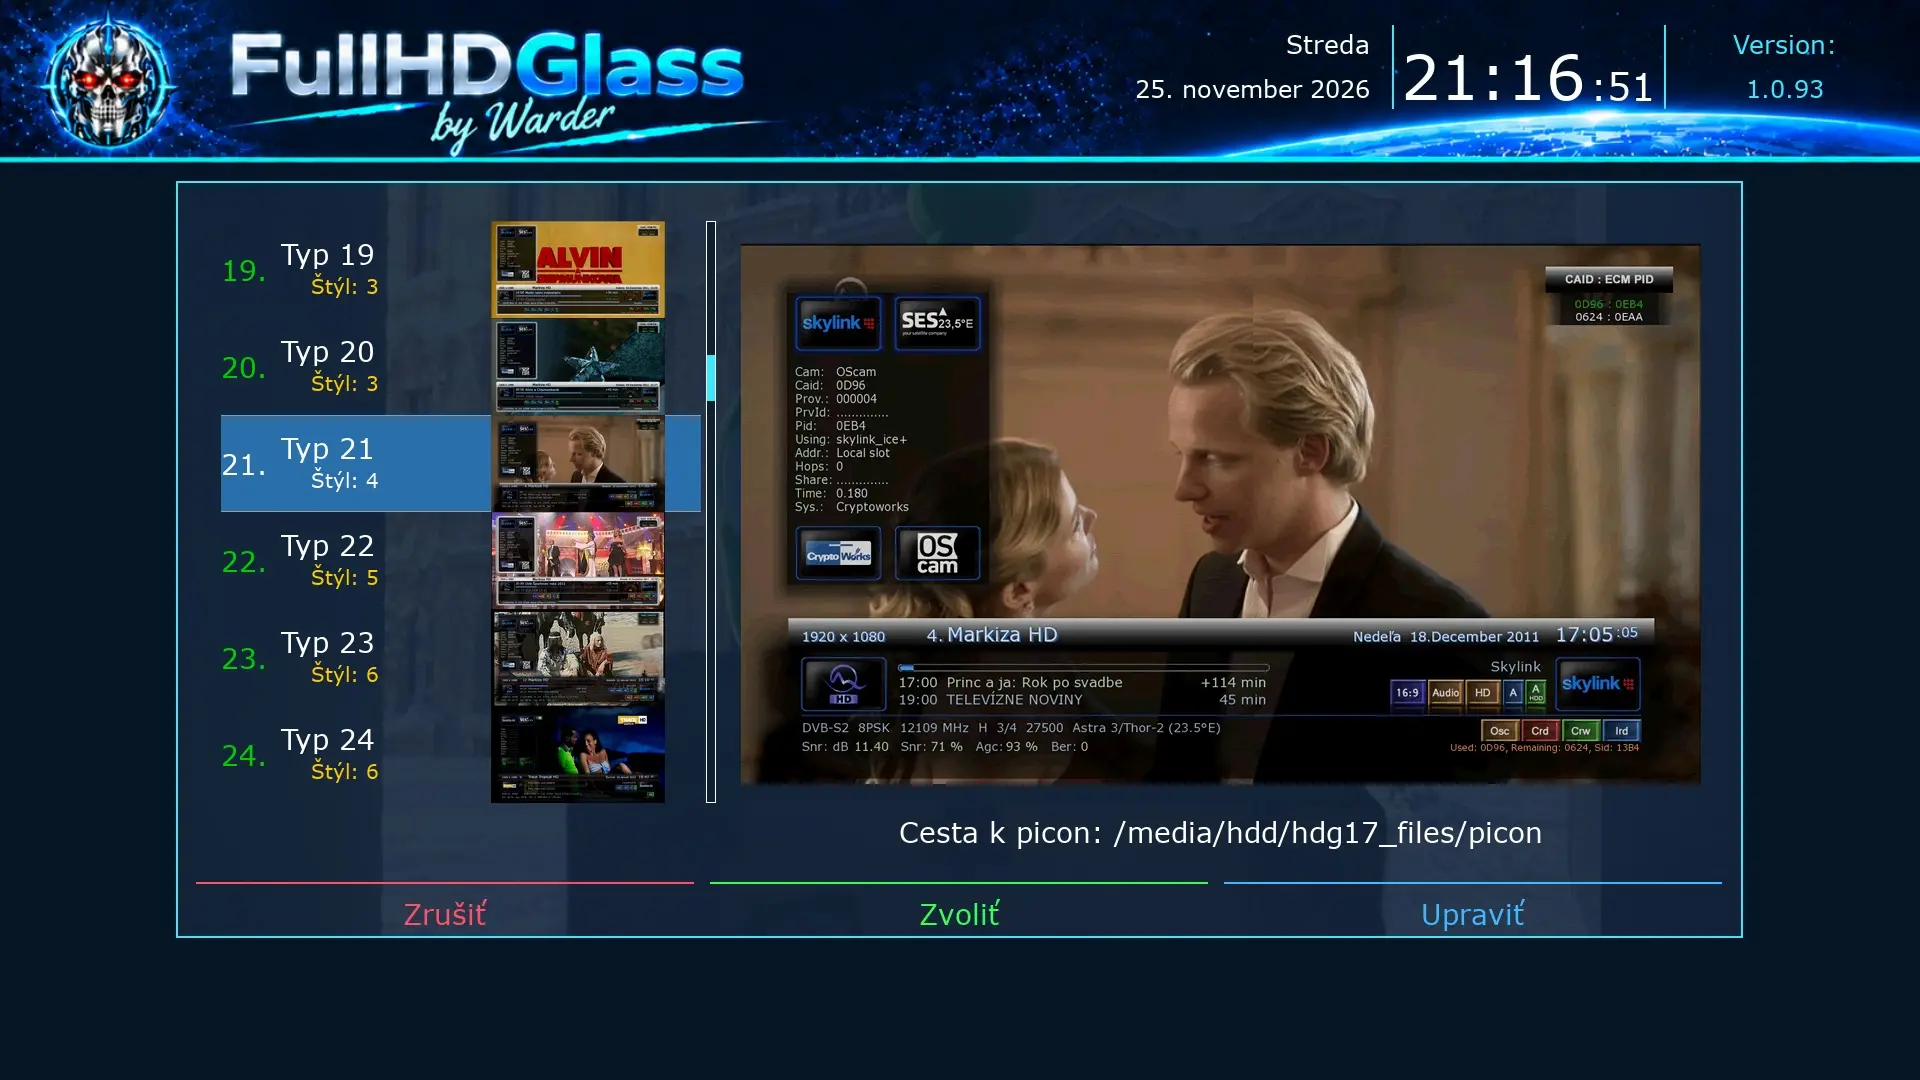 FullHDGlass
by Warder
Streda
25. november 2026
21:16:51
Version:
1.0.93
19. Typ 19
Štýl: 3
20. Typ 20
Štýl: 3
21. Typ 21
Štýl: 4
22. Typ 22
Štýl: 5
23. Typ 23
Štýl: 6
24. Typ 24
Štýl: 6
ALVIN
skylink
SES 23,5°E
your satellite company
CAID : ECM PID
0D96 : 0EB4
0624 : 0EAA
Cam: OScam
Caid: 0D96
Prov.: 000004
PrvId: ..............
Pid: 0EB4
Using: skylink_ice+
Addr.: Local slot
Hops: 0
Share: ..............
Time: 0.180
Sys.: Cryptoworks
CryptoWorks
OS cam
1920 x 1080 4. Markiza HD Nedeľa 18.December 2011 17:05:05
HD
17:00 Princ a ja: Rok po svadbe +114 min
19:00 TELEVÍZNE NOVINY 45 min
Skylink
16:9 Audio HD A A HDD
skylink
DVB-S2 8PSK 12109 MHz H 3/4 27500 Astra 3/Thor-2 (23.5°E)
Snr: dB 11.40 Snr: 71 % Agc: 93 % Ber: 0
Osc Crd Crw Ird
Used: 0D96, Remaining: 0624, Sid: 13B4
Cesta k picon: /media/hdd/hdg17_files/picon
Zrušiť
Zvoliť
Upraviť